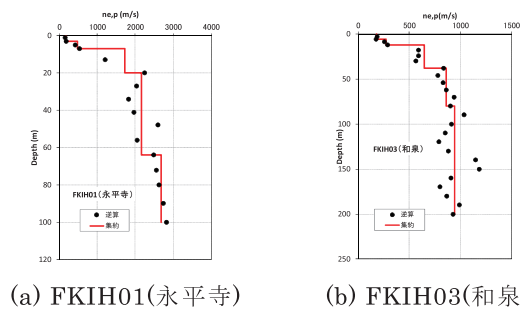 ne,p (m/s)
0 1000 2000 3000 4000
0
20
40
60
80
100
120
Depth (m)
FKIH01(永平寺)
逆算
集約
(a) FKIH01(永平寺)
ne,p(m/s)
0 500 1000 1500
0
50
100
150
200
250
Depth (m)
FKIH03(和泉)
逆算
集約
(b) FKIH03(和泉